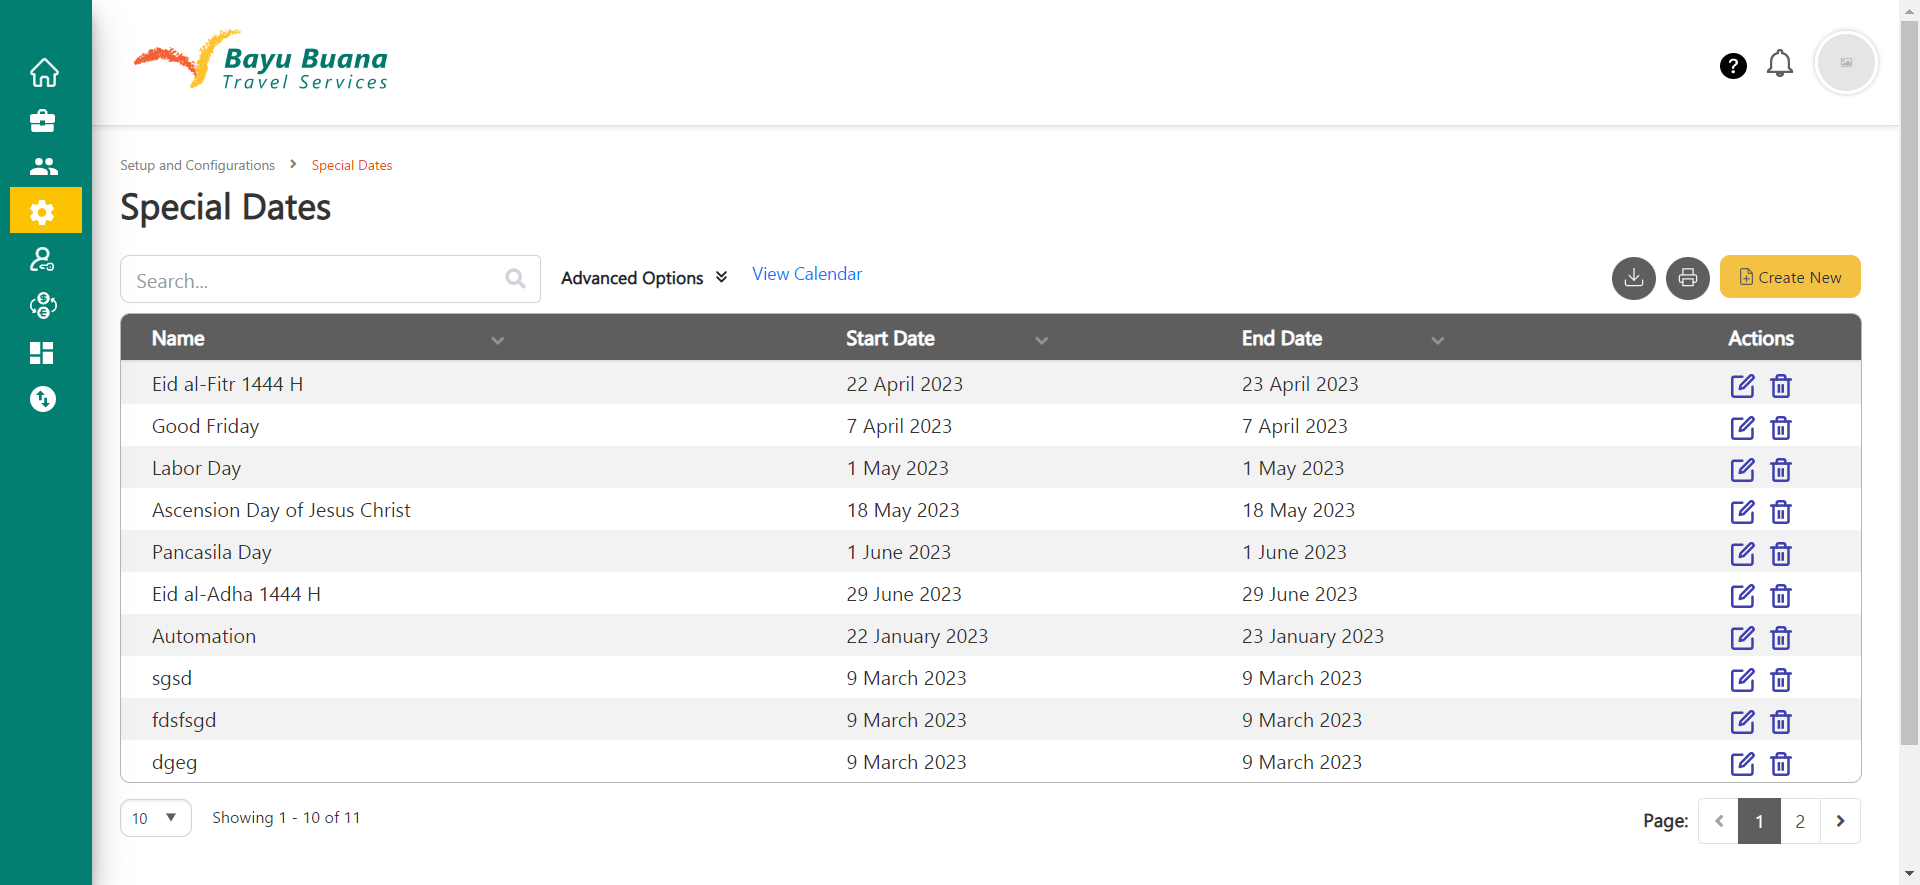 Bayu Buana
Travel Services
?
Setup and Configurations > Special Dates
Special Dates
Search...
Advanced Options
View Calendar
Create New
Name Start Date End Date Actions
Eid al-Fitr 1444 H 22 April 2023 23 April 2023
Good Friday 7 April 2023 7 April 2023
Labor Day 1 May 2023 1 May 2023
Ascension Day of Jesus Christ 18 May 2023 18 May 2023
Pancasila Day 1 June 2023 1 June 2023
Eid al-Adha 1444 H 29 June 2023 29 June 2023
Automation 22 January 2023 23 January 2023
sgsd 9 March 2023 9 March 2023
fdsfsgd 9 March 2023 9 March 2023
dgeg 9 March 2023 9 March 2023
10 Showing 1 - 10 of 11 Page: 1 2